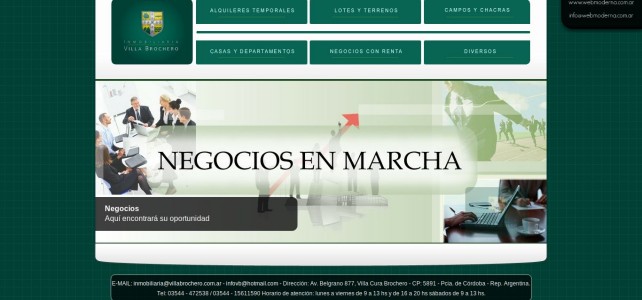 www.webmoderna.com.ar
info@webmoderna.com.ar
ALQUILERES TEMPORALES
LOTES Y TERRENOS
CAMPOS Y CHACRAS
INMOBILIARIA
VILLA BROCHERO
CASAS Y DEPARTAMENTOS
NEGOCIOS CON RENTA
DIVERSOS
NEGOCIOS EN MARCHA
Negocios
Aquí encontrará su oportunidad
E-MAIL: inmobiliaria@villabrochero.com.ar - infovb@hotmail.com - Dirección: Av. Belgrano 877, Villa Cura Brochero - CP: 5891 - Pcia. de Córdoba - Rep. Argentina.
Tel: 03544 - 472536 / 03544 - 15611590 Horario de atención: lunes a viernes de 9 a 13 hs y de 16 a 20 hs sábados de 9 a 13 hs.